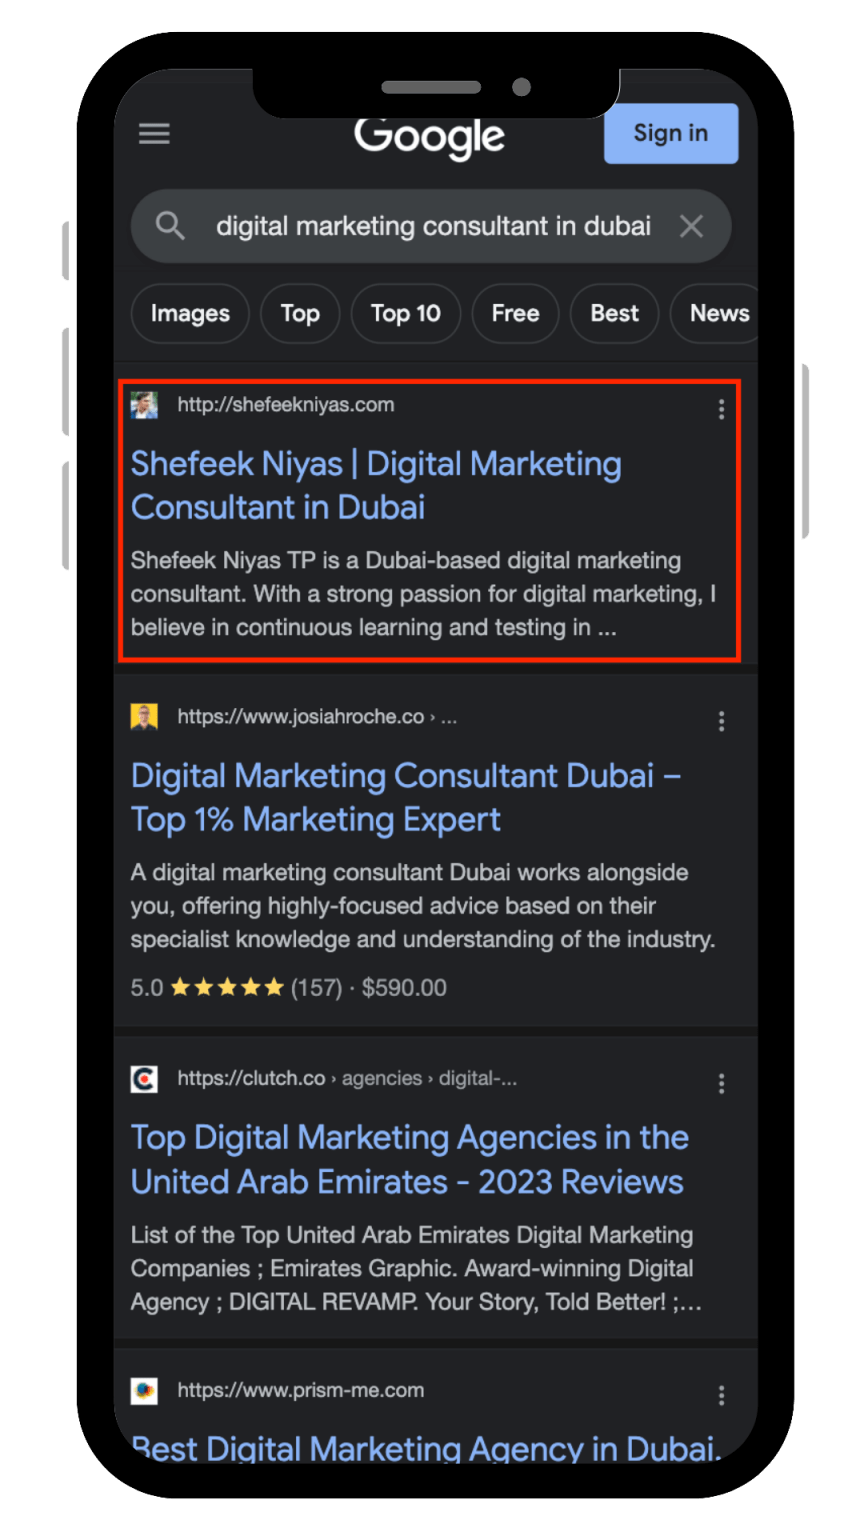 Google
Sign in
digital marketing consultant in dubai
Images
Top
Top 10
Free
Best
News
http://shefeekniyas.com
Shefeek Niyas | Digital Marketing
Consultant in Dubai
Shefeek Niyas TP is a Dubai-based digital marketing
consultant. With a strong passion for digital marketing, I
believe in continuous learning and testing in ...
https://www.josiahroche.co › ...
Digital Marketing Consultant Dubai –
Top 1% Marketing Expert
A digital marketing consultant Dubai works alongside
you, offering highly-focused advice based on their
specialist knowledge and understanding of the industry.
5.0 ★★★★★ (157) · $590.00
https://clutch.co › agencies › digital-...
Top Digital Marketing Agencies in the
United Arab Emirates - 2023 Reviews
List of the Top United Arab Emirates Digital Marketing
Companies ; Emirates Graphic. Award-winning Digital
Agency ; DIGITAL REVAMP. Your Story, Told Better! ;...
https://www.prism-me.com
Best Digital Marketing Agency in Dubai.